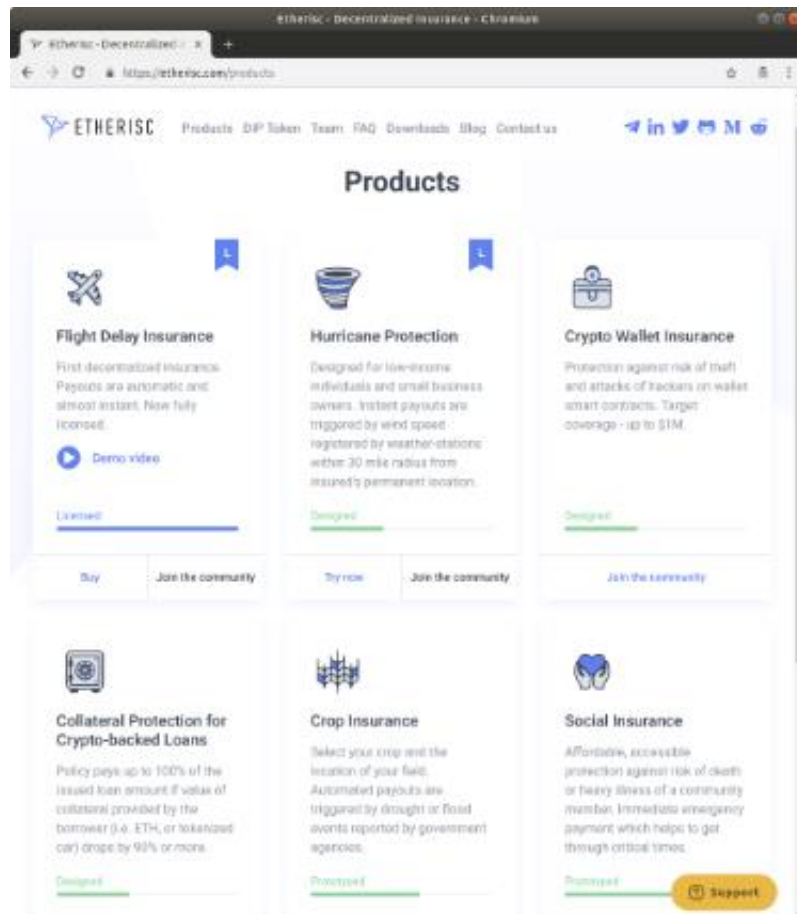 Etherisc - Decentralized Insurance - Chromium
Etherisc - Decentralized
https://etherisc.com/products
ETHERISC
Products DIP Token Team FAQ Downloads Blog Contact us
Products
L
Flight Delay Insurance
First decentralized insurance.
Payouts are automatic and
almost instant. Now fully
licensed.
Demo video
Licensed
Buy
Join the community
L
Hurricane Protection
Designed for low-income
individuals and small business
owners. Instant payouts are
triggered by wind speed
registered by weather-stations
within 30 mile radius from
insured's permanent location.
Designed
Try now
Join the community
Crypto Wallet Insurance
Protection against risk of theft
and attacks of hackers on wallet
smart contracts. Target
coverage - up to $1M.
Designed
Join the community
Collateral Protection for
Crypto-backed Loans
Policy pays up to 100% of the
issued loan amount if value of
collateral provided by the
borrower (i.e. ETH, or tokenized
car) drops by 90% or more.
Designed
Crop Insurance
Select your crop and the
location of your field.
Automated payouts are
triggered by drought or flood
events reported by government
agencies.
Prototyped
Social Insurance
Affordable, accessible
protection against risk of death
or heavy illness of a community
member. Immediate emergency
payment which helps to get
through critical times.
Prototyped
Support